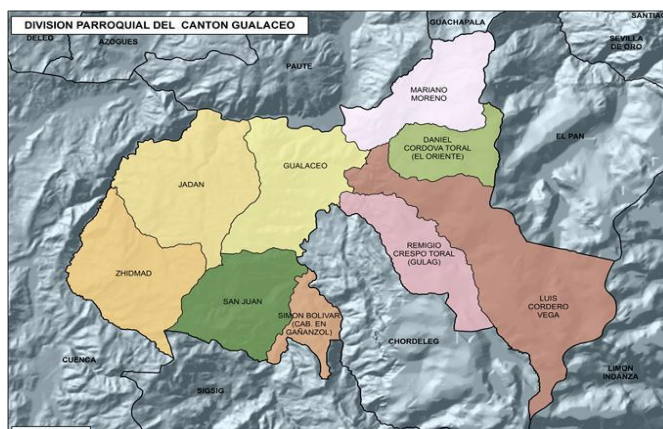 DIVISION PARROQUIAL DEL CANTON GUALACEO
DELEG
AZOGUES
GUACHAPALA
SEVILLA
DE ORO
PAUTE
MARIANO
MORENO
EL PAN
DANIEL
CORDOVA TORAL
(EL ORIENTE)
GUALACEO
JADAN
REMIGIO
CRESPO TORAL
(GULAG)
ZHIDMAD
SAN JUAN
SIMON BOLIVAR
(CAB. EN
GAÑANZOL)
LUIS
CORDERO
VEGA
CHORDELEG
CUENCA
LIMON
INDANZA
SIGSIG